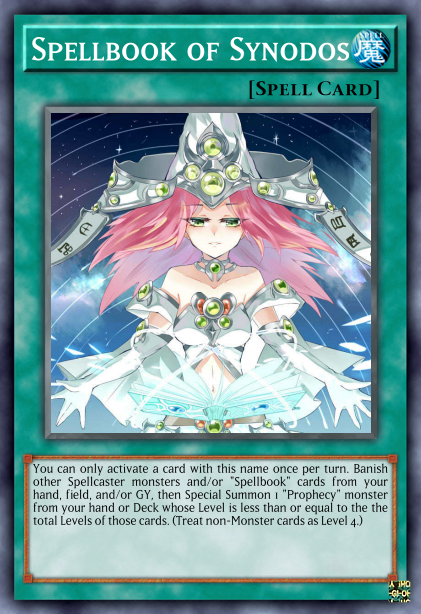 Spellbook of Synodos
SPELL
魔
[Spell Card]
You can only activate a card with this name once per turn. Banish
other Spellcaster monsters and/or "Spellbook" cards from your
hand, field, and/or GY, then Special Summon 1 "Prophecy" monster
from your hand or Deck whose Level is less than or equal to the the
total Levels of those cards. (Treat non-Monster cards as Level 4.)